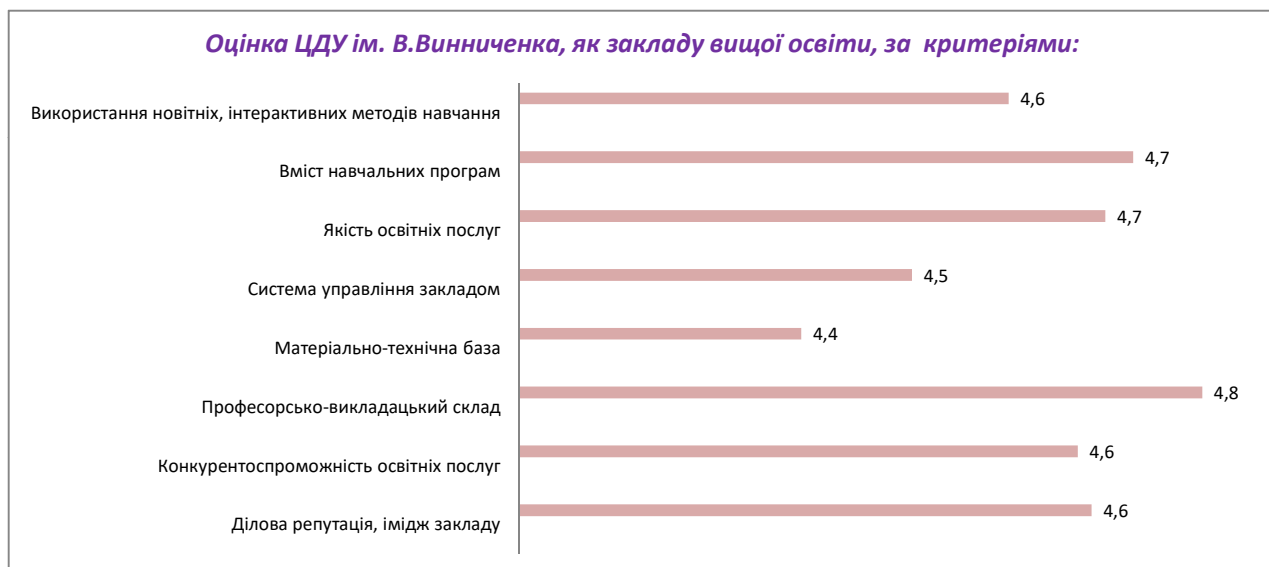 Оцінка ЦДУ ім. В.Винниченка, як закладу вищої освіти, за критеріями:
Використання новітніх, інтерактивних методів навчання
4,6
Вміст навчальних програм
4,7
Якість освітніх послуг
4,7
Система управління закладом
4,5
Матеріально-технічна база
4,4
Професорсько-викладацький склад
4,8
Конкурентоспроможність освітніх послуг
4,6
Ділова репутація, імідж закладу
4,6